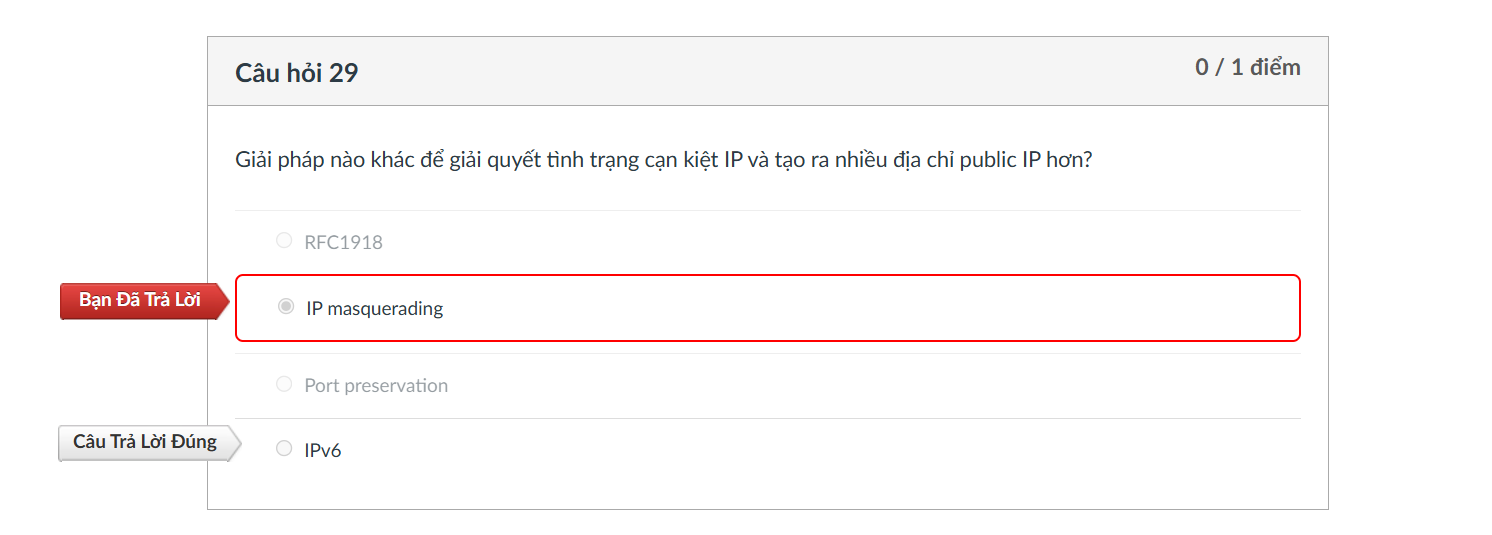 Câu hỏi 29
0 / 1 điểm
Giải pháp nào khác để giải quyết tình trạng cạn kiệt IP và tạo ra nhiều địa chỉ public IP hơn?
RFC1918
Bạn Đã Trả Lời
IP masquerading
Port preservation
Câu Trả Lời Đúng
IPv6